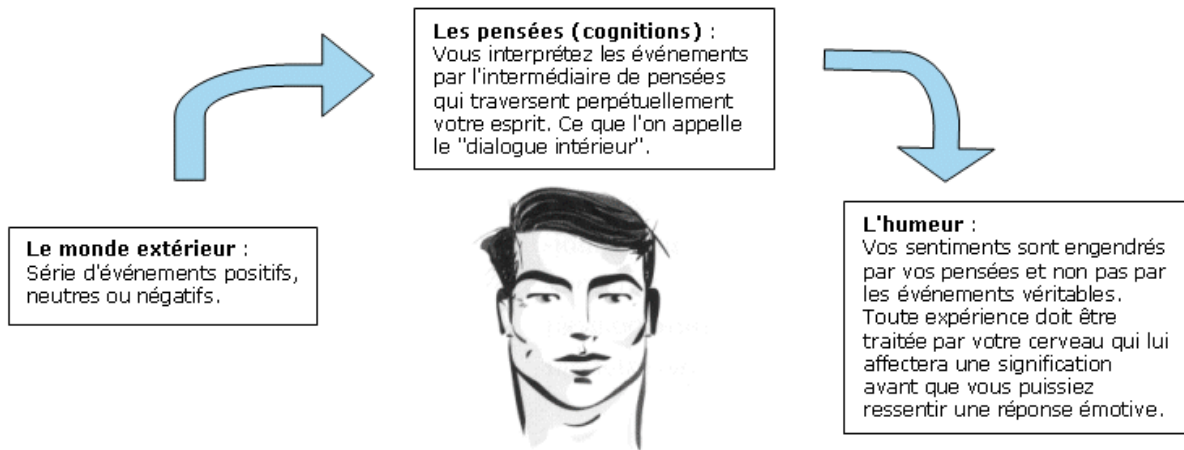 Les pensées (cognitions) :
Vous interprétez les événements
par l'intermédiaire de pensées
qui traversent perpétuellement
votre esprit. Ce que l'on appelle
le "dialogue intérieur".
Le monde extérieur :
Série d'événements positifs,
neutres ou négatifs.
L'humeur :
Vos sentiments sont engendrés
par vos pensées et non pas par
les événements véritables.
Toute expérience doit être
traitée par votre cerveau qui lui
affectera une signification
avant que vous puissiez
ressentir une réponse émotive.